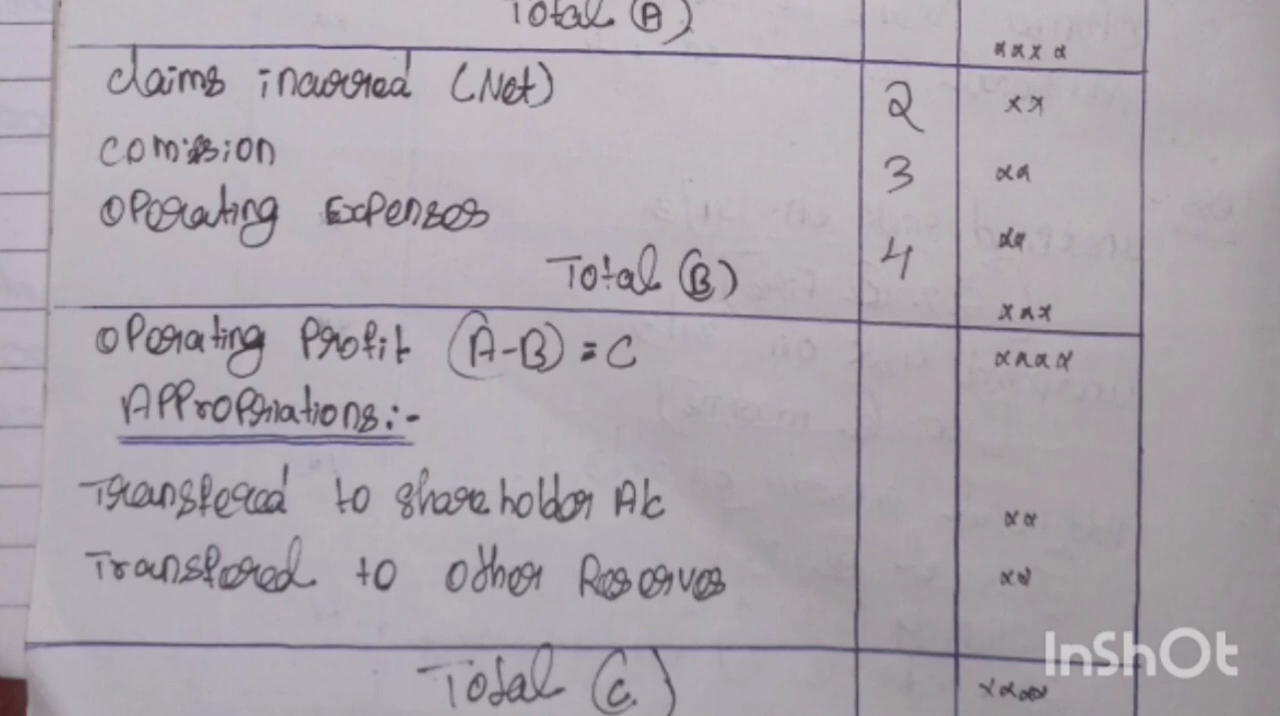 Total (A)
xxxx
Claims incurred (Net) 2 xx
comission 3 xx
Operating Expenses 4 xx
Total (B) xxx
Operating Profit (A-B) = C xxxx
Appropriations:-
Transfered to shareholder A/c xx
Transfered to other Reserves xx
Total (C) xxxx
InShOt